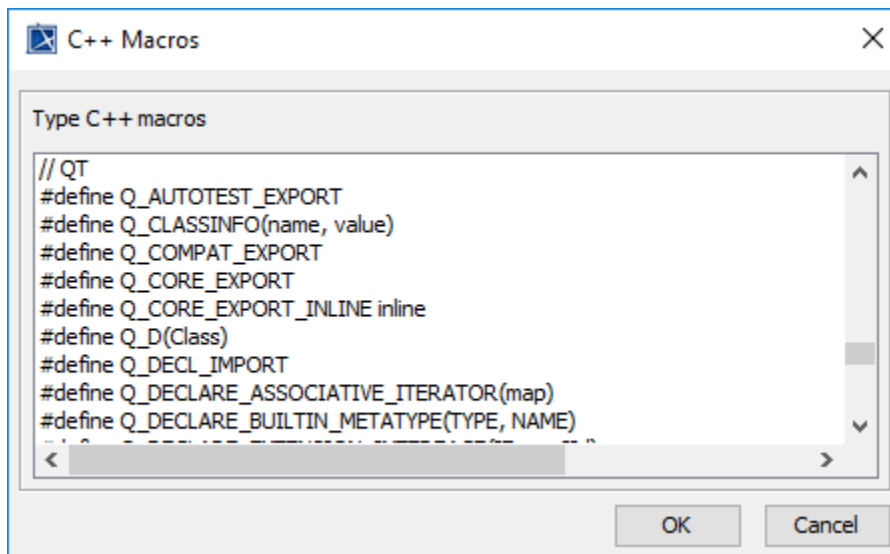 C++ Macros
Type C++ macros
// QT
#define Q_AUTOTEST_EXPORT
#define Q_CLASSINFO(name, value)
#define Q_COMPAT_EXPORT
#define Q_CORE_EXPORT
#define Q_CORE_EXPORT_INLINE inline
#define Q_D(Class)
#define Q_DECL_IMPORT
#define Q_DECLARE_ASSOCIATIVE_ITERATOR(map)
#define Q_DECLARE_BUILTIN_METATYPE(TYPE, NAME)
OK
Cancel